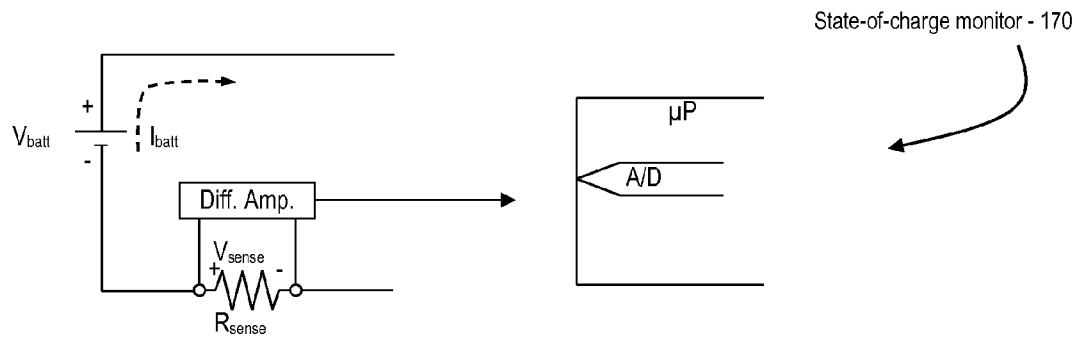 State-of-charge monitor - 170
µP
+
V_batt
I_batt
-
A/D
Diff. Amp.
V_sense
+ -
R_sense